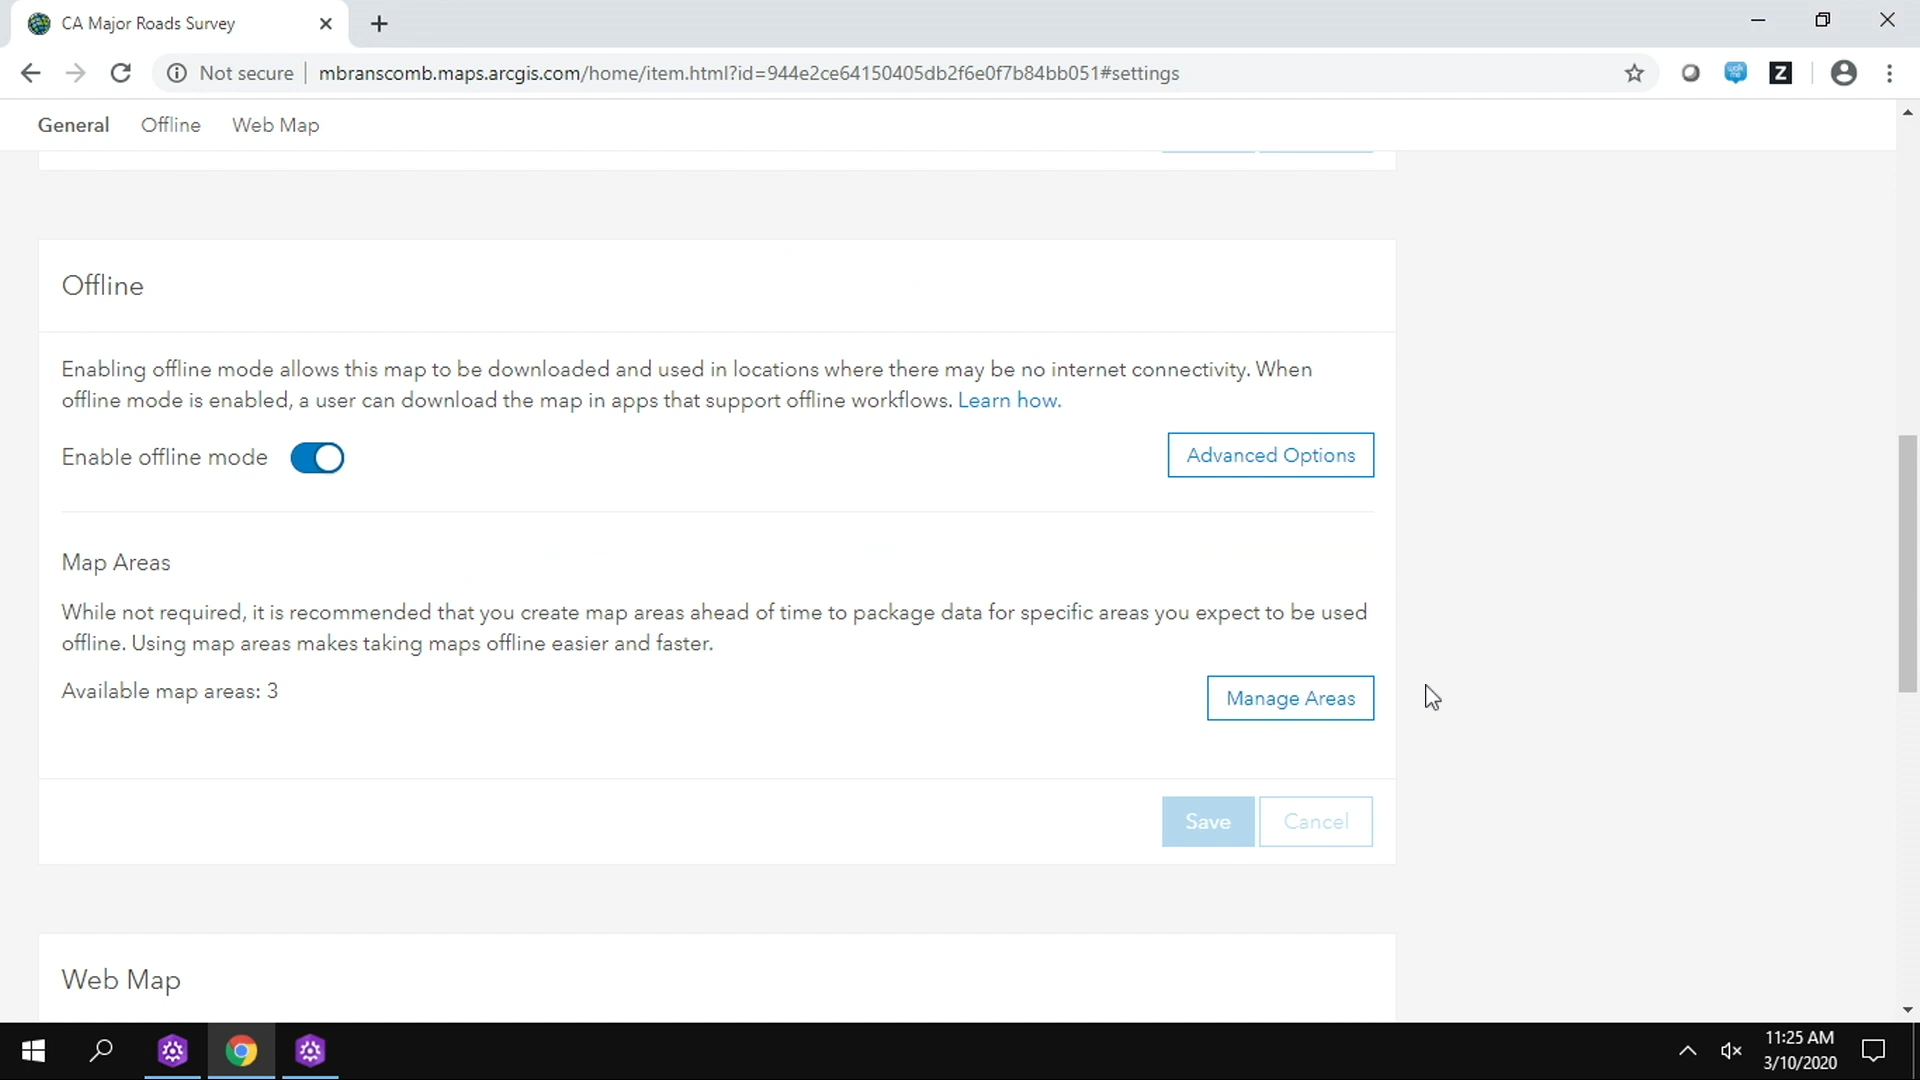 CA Major Roads Survey
Not secure
mbranscomb.maps.arcgis.com/home/item.html?id=944e2ce64150405db2f6e0f7b84bb051#settings
walk me
Z
General Offline Web Map
Offline
Enabling offline mode allows this map to be downloaded and used in locations where there may be no internet connectivity. When
offline mode is enabled, a user can download the map in apps that support offline workflows. Learn how.
Enable offline mode
Advanced Options
Map Areas
While not required, it is recommended that you create map areas ahead of time to package data for specific areas you expect to be used
offline. Using map areas makes taking maps offline easier and faster.
Available map areas: 3
Manage Areas
Save Cancel
Web Map
11:25 AM
3/10/2020